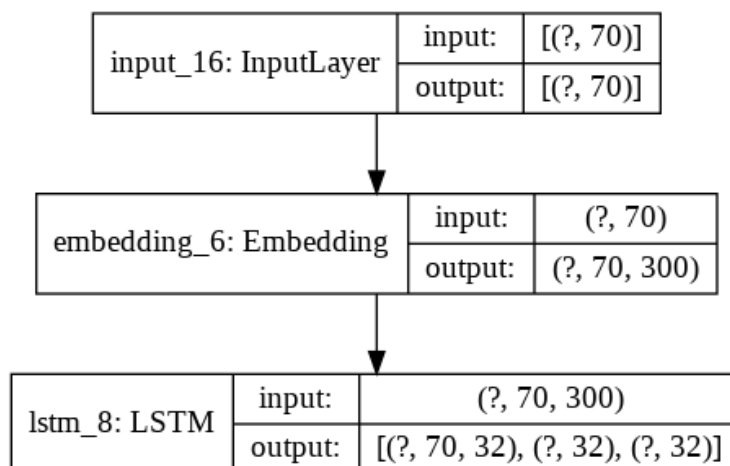 input_16: InputLayer
input: [(?, 70)]
output: [(?, 70)]
embedding_6: Embedding
input: (?, 70)
output: (?, 70, 300)
lstm_8: LSTM
input: (?, 70, 300)
output: [(?, 70, 32), (?, 32), (?, 32)]